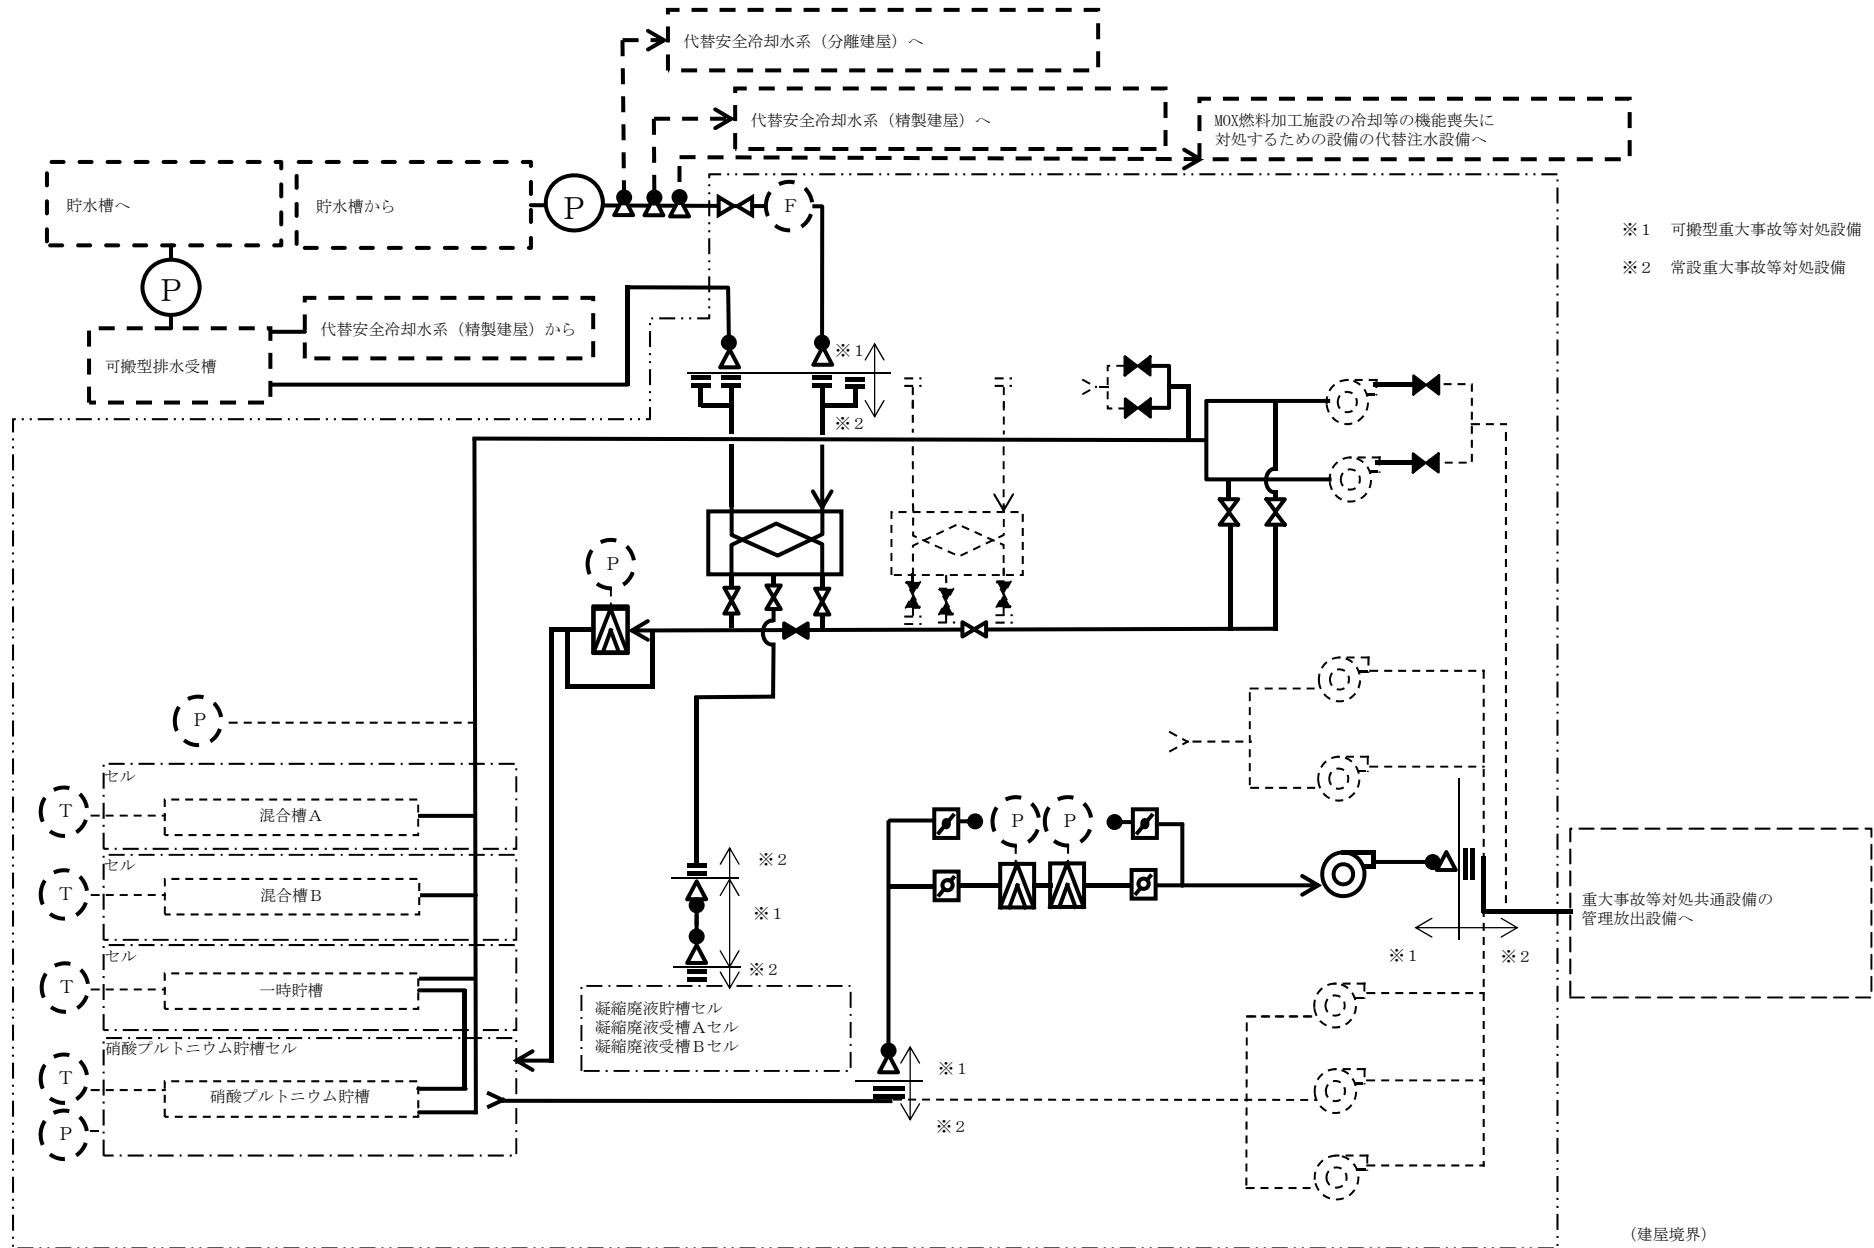 代替安全冷却水系（分離建屋）へ
代替安全冷却水系（精製建屋）へ
MOX燃料加工施設の冷却等の機能喪失に
対処するための設備の代替注水設備へ
貯水槽へ
貯水槽から
P
F
※１　可搬型重大事故等対処設備
※２　常設重大事故等対処設備
P
代替安全冷却水系（精製建屋）から
可搬型排水受槽
※１
※２
P
P
セル
T
混合槽Ａ
P
P
セル
T
混合槽Ｂ
※２
※１
※２
重大事故等対処共通設備の
管理放出設備へ
※１
※２
セル
T
一時貯槽
凝縮廃液貯槽セル
凝縮廃液受槽Ａセル
凝縮廃液受槽Ｂセル
硝酸プルトニウム貯槽セル
T
硝酸プルトニウム貯槽
P
※１
※２
（建屋境界）